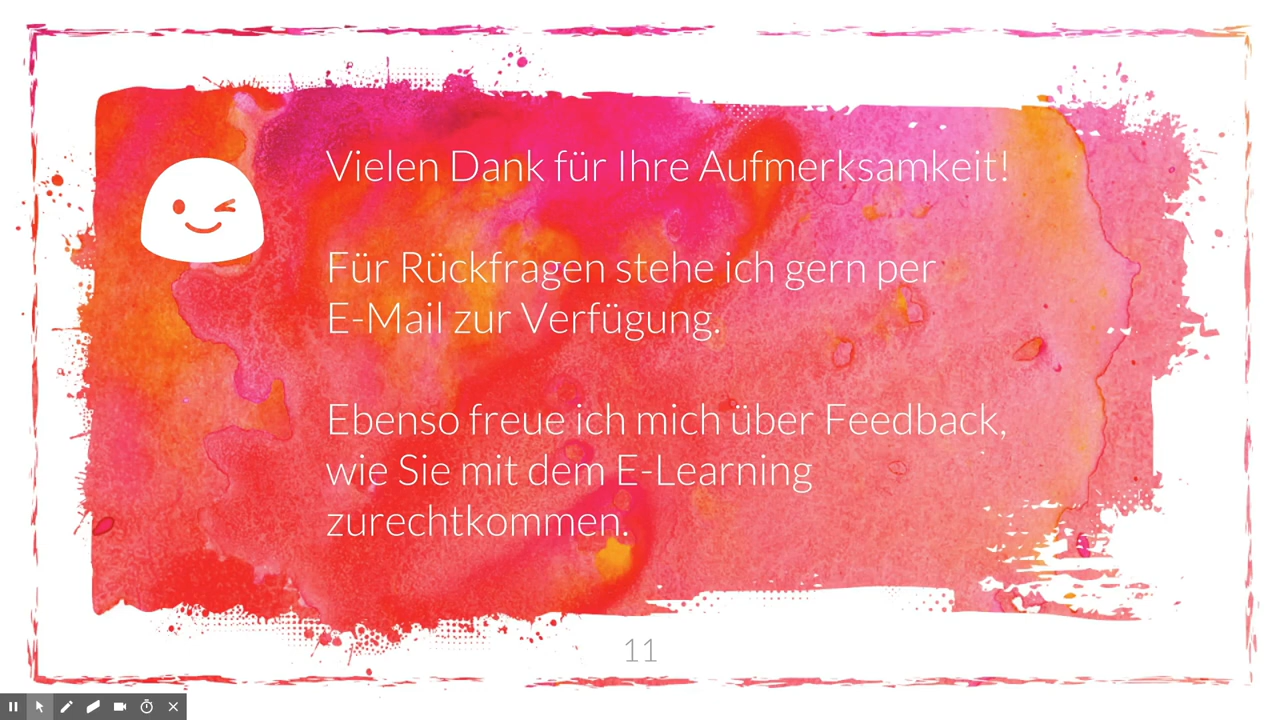 Vielen Dank für Ihre Aufmerksamkeit!
Für Rückfragen stehe ich gern per
E-Mail zur Verfügung.
Ebenso freue ich mich über Feedback,
wie Sie mit dem E-Learning
zurechtkommen.
11